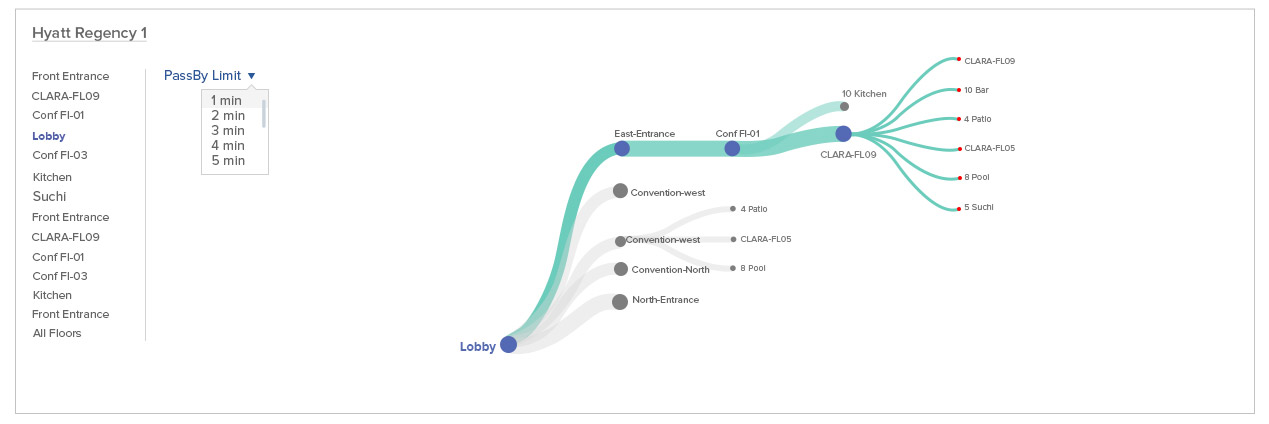 Hyatt Regency 1
Front Entrance
CLARA-FL09
Conf Fl-01
Lobby
Conf Fl-03
Kitchen
Suchi
Front Entrance
CLARA-FL09
Conf Fl-01
Conf Fl-03
Kitchen
Front Entrance
All Floors
PassBy Limit
1 min
2 min
3 min
4 min
5 min
Lobby
East-Entrance
Conf Fl-01
10 Kitchen
CLARA-FL09
CLARA-FL09
10 Bar
4 Patio
CLARA-FL05
8 Pool
5 Suchi
Convention-west
Convention-west
4 Patio
CLARA-FL05
8 Pool
Convention-North
North-Entrance